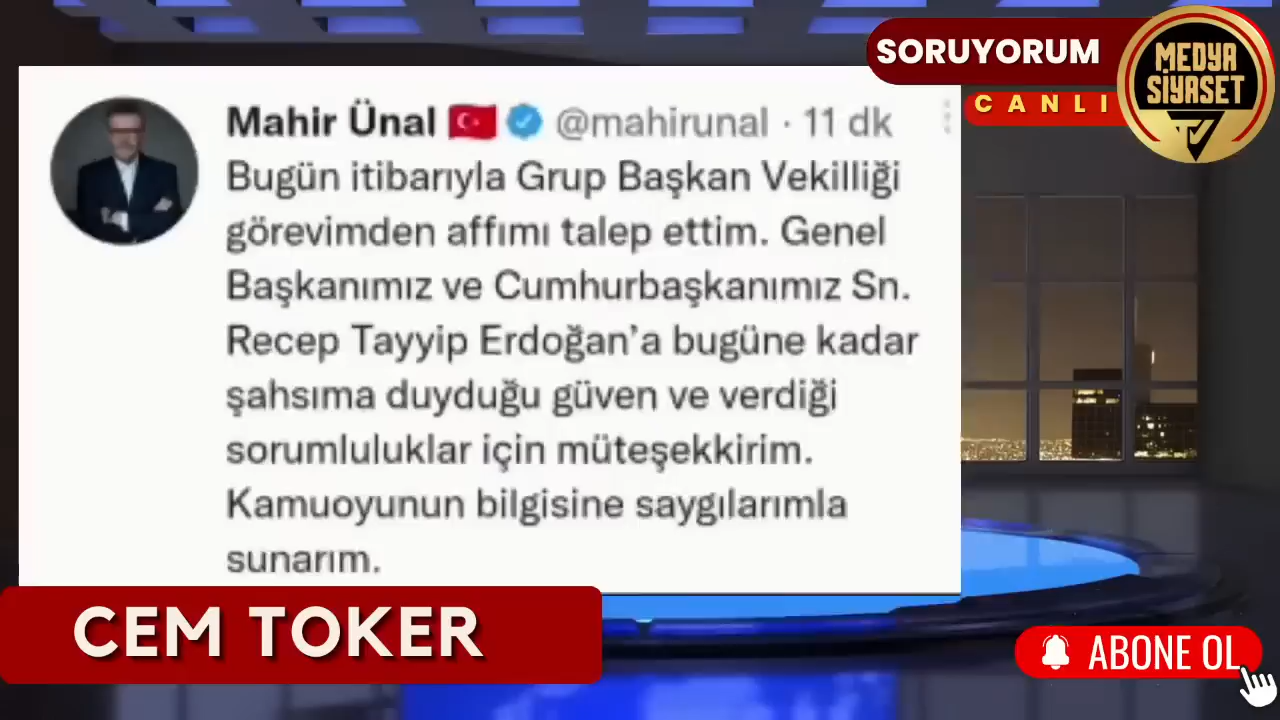 SORUYORUM
CANLI
MEDYA
SİYASET
TV
Mahir Ünal @mahirunal · 11 dk
Bugün itibarıyla Grup Başkan Vekilliği
görevimden affımı talep ettim. Genel
Başkanımız ve Cumhurbaşkanımız Sn.
Recep Tayyip Erdoğan’a bugüne kadar
şahsıma duyduğu güven ve verdiği
sorumluluklar için müteşekkirim.
Kamuoyunun bilgisine saygılarımla
sunarım.
CEM TOKER
ABONE OL